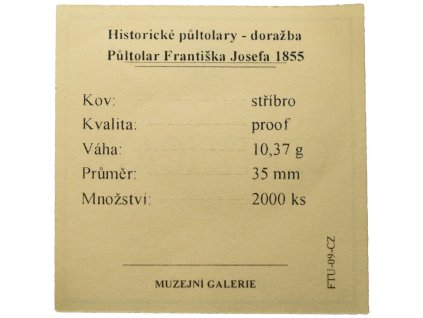 Historické půltolary - doražba
Půltolar Františka Josefa 1855
Kov: stříbro
Kvalita: proof
Váha: 10,37 g
Průměr: 35 mm
Množství: 2000 ks
MUZEJNÍ GALERIE
FTU-09-CZ